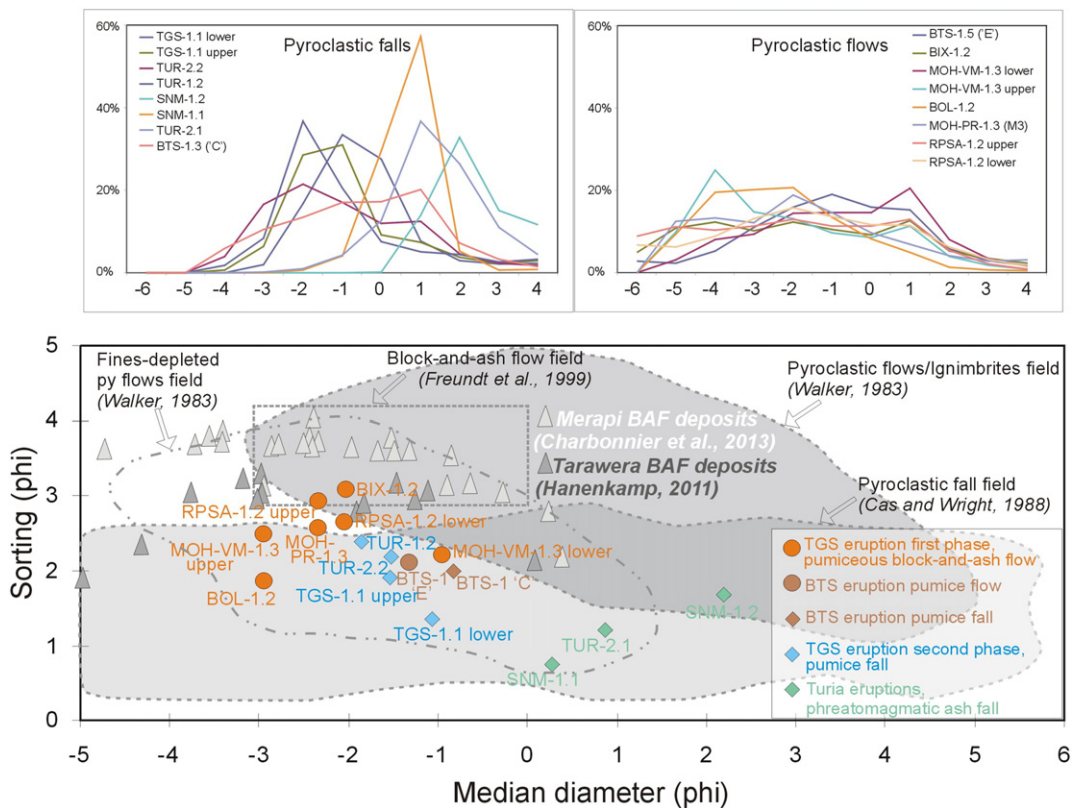 60%
40%
20%
0%
Pyroclastic falls
TGS-1.1 lower
TGS-1.1 upper
TUR-2.2
TUR-1.2
SNM-1.2
SNM-1.1
TUR-2.1
BTS-1.3 ('C')
-6 -5 -4 -3 -2 -1 0 1 2 3 4
60%
40%
20%
0%
Pyroclastic flows
BTS-1.5 ('E')
BIX-1.2
MOH-VM-1.3 lower
MOH-VM-1.3 upper
BOL-1.2
MOH-PR-1.3 (M3)
RPSA-1.2 upper
RPSA-1.2 lower
-6 -5 -4 -3 -2 -1 0 1 2 3 4
Sorting (phi)
5
4
3
2
1
0
Fines-depleted
py flows field
(Walker, 1983)
Block-and-ash flow field
(Freundt et al., 1999)
Pyroclastic flows/Ignimbrites field
(Walker, 1983)
Merapi BAF deposits
(Charbonnier et al., 2013)
Tarawera BAF deposits
(Hanenkamp, 2011)
Pyroclastic fall field
(Cas and Wright, 1988)
BIX-1.2
RPSA-1.2 upper
RPSA-1.2 lower
MOH-VM-1.3
upper
MOH-
PR-1.3
TUR-1.2
MOH-VM-1.3 lower
TUR-2.2
BTS-1
'E'
BTS-1 'C'
BOL-1.2
TGS-1.1 upper
TGS-1.1 lower
SNM-1.2
TUR-2.1
SNM-1.1
TGS eruption first phase,
pumiceous block-and-ash flow
BTS eruption pumice flow
BTS eruption pumice fall
TGS eruption second phase,
pumice fall
Turia eruptions,
phreatomagmatic ash fall
-5 -4 -3 -2 -1 0 1 2 3 4 5 6
Median diameter (phi)